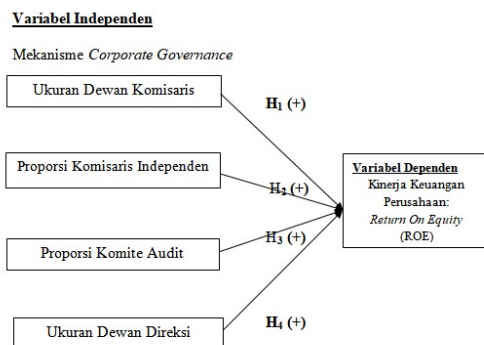 Variabel Independen
Mekanisme Corporate Governance
Ukuran Dewan Komisaris
H₁ (+)
Proporsi Komisaris Independen
H₂ (+)
Variabel Dependen
Kinerja Keuangan
Perusahaan:
Return On Equity
(ROE)
H₃ (+)
Proporsi Komite Audit
H₄ (+)
Ukuran Dewan Direksi